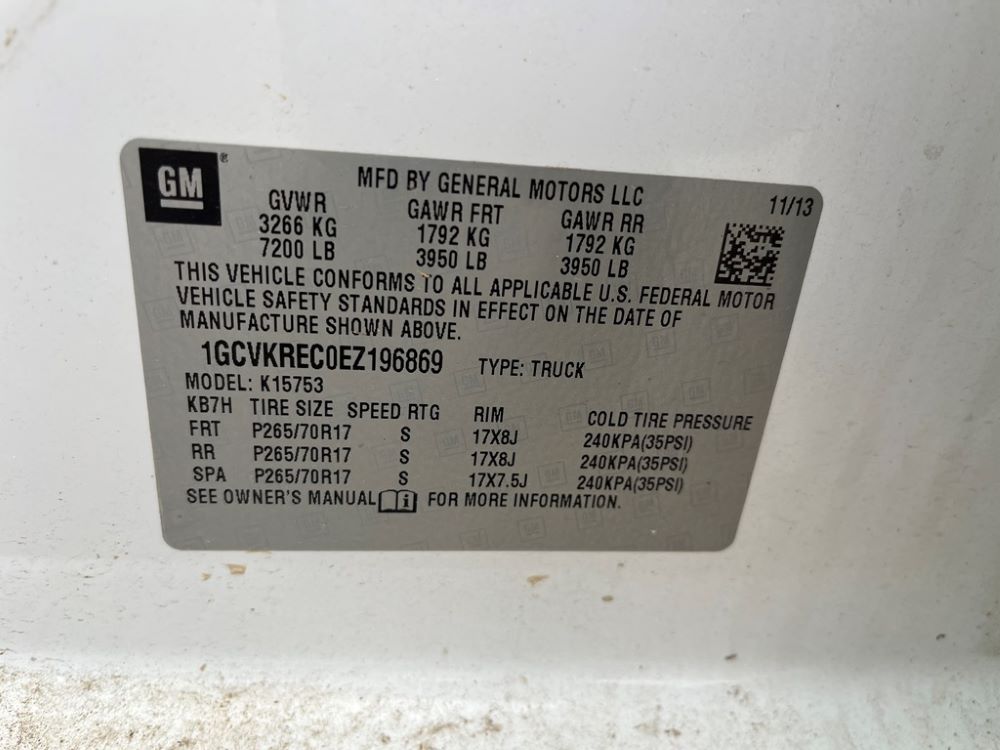 GM®
MFD BY GENERAL MOTORS LLC 11/13
GVWR GAWR FRT GAWR RR
3266 KG 1792 KG 1792 KG
7200 LB 3950 LB 3950 LB
THIS VEHICLE CONFORMS TO ALL APPLICABLE U.S. FEDERAL MOTOR
VEHICLE SAFETY STANDARDS IN EFFECT ON THE DATE OF
MANUFACTURE SHOWN ABOVE.
1GCVKREC0EZ196869 TYPE: TRUCK
MODEL: K15753
KB7H TIRE SIZE SPEED RTG RIM COLD TIRE PRESSURE
FRT P265/70R17 S 17X8J 240KPA(35PSI)
RR P265/70R17 S 17X8J 240KPA(35PSI)
SPA P265/70R17 S 17X7.5J 240KPA(35PSI)
SEE OWNER'S MANUAL i FOR MORE INFORMATION.